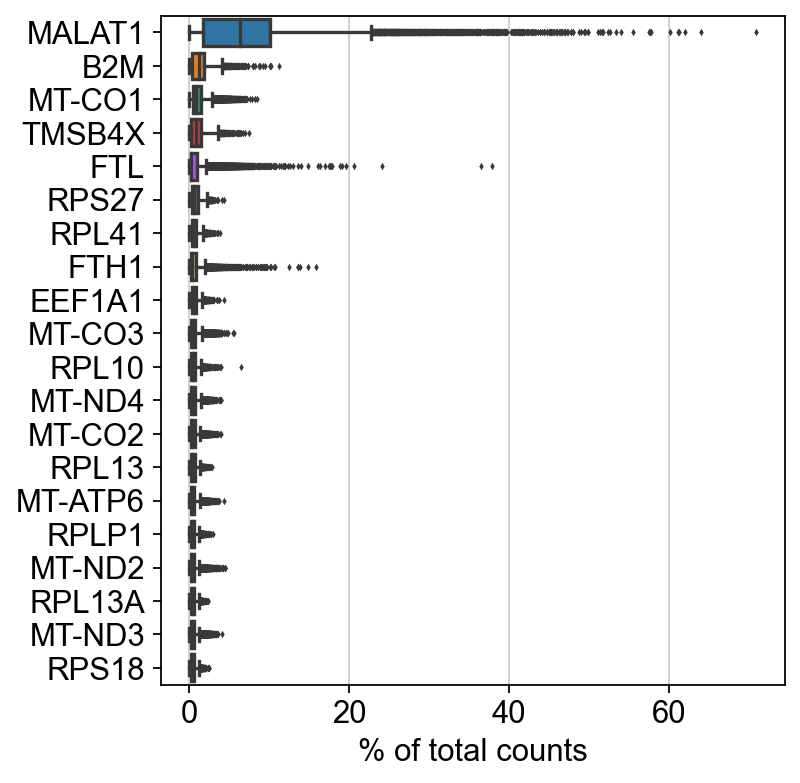 MALAT1
B2M
MT-CO1
TMSB4X
FTL
RPS27
RPL41
FTH1
EEF1A1
MT-CO3
RPL10
MT-ND4
MT-CO2
RPL13
MT-ATP6
RPLP1
MT-ND2
RPL13A
MT-ND3
RPS18
0 20 40 60
% of total counts